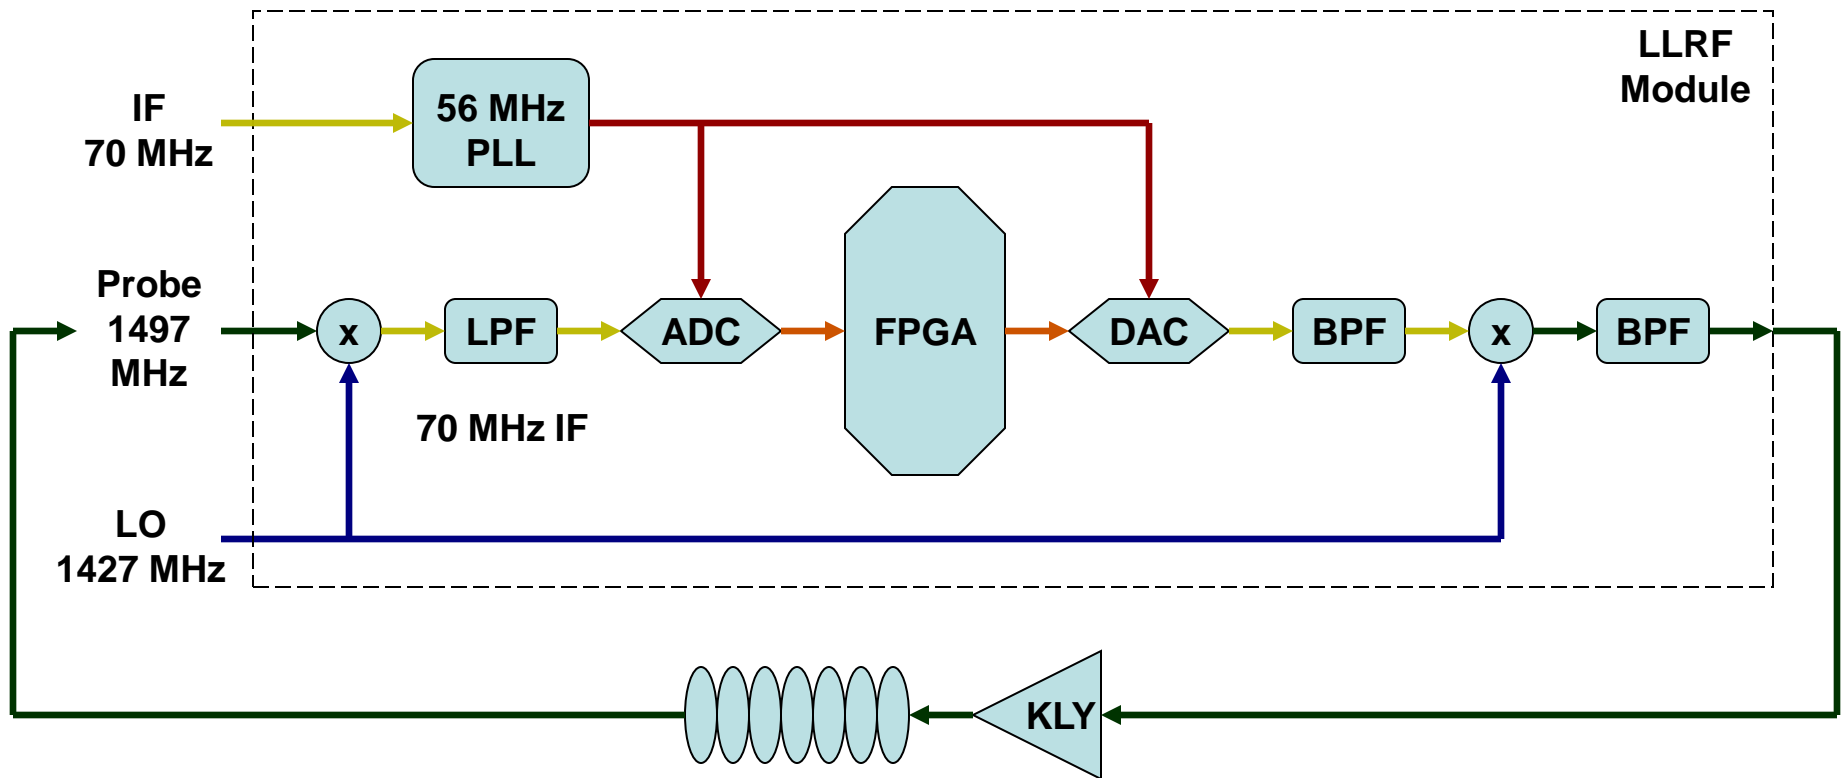 LLRF
Module
IF
70 MHz
56 MHz
PLL
Probe
1497
MHz
x
LPF
ADC
FPGA
DAC
BPF
x
BPF
70 MHz IF
LO
1427 MHz
KLY